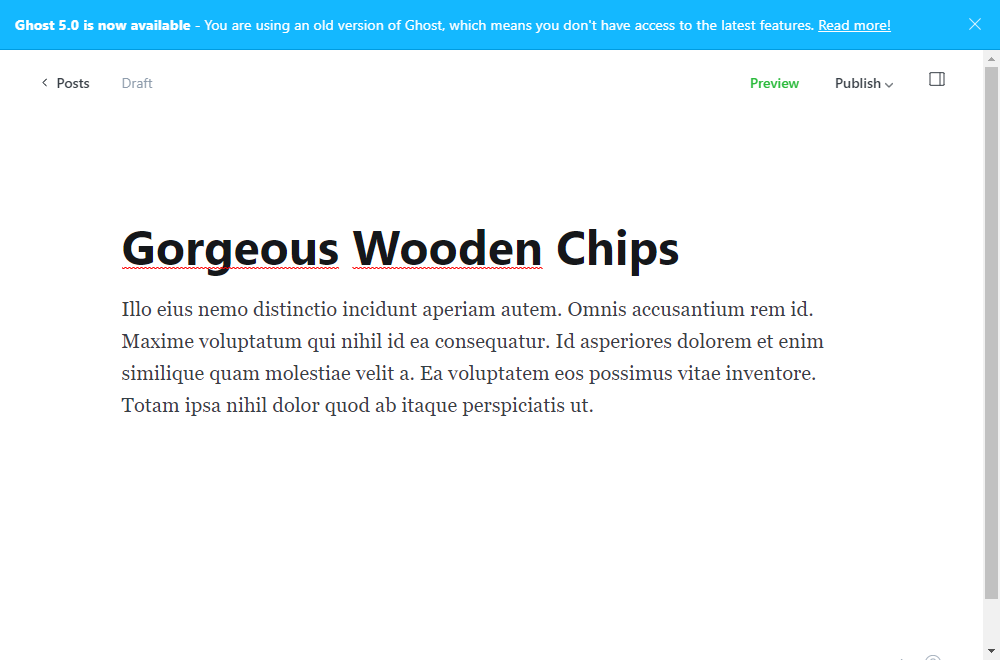 Ghost 5.0 is now available - You are using an old version of Ghost, which means you don't have access to the latest features. Read more!
Posts
Draft
Preview
Publish
Gorgeous Wooden Chips
Illo eius nemo distinctio incidunt aperiam autem. Omnis accusantium rem id.
Maxime voluptatum qui nihil id ea consequatur. Id asperiores dolorem et enim
similique quam molestiae velit a. Ea voluptatem eos possimus vitae inventore.
Totam ipsa nihil dolor quod ab itaque perspiciatis ut.